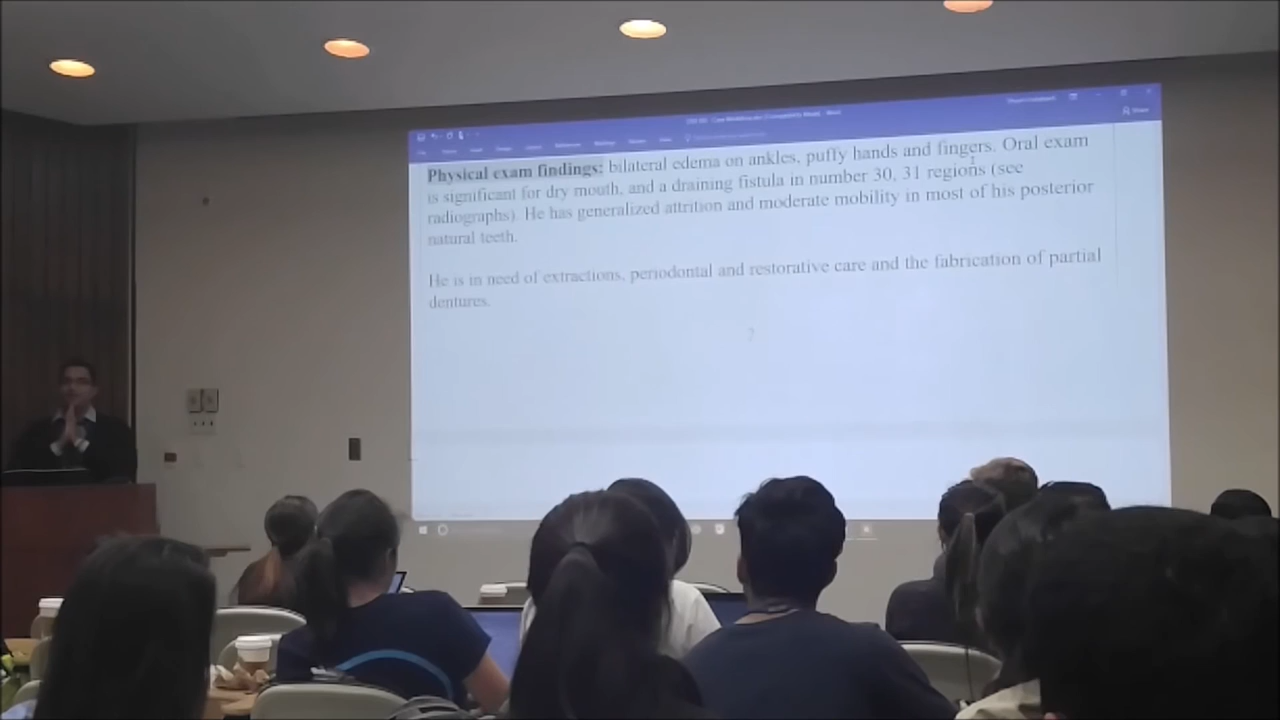 Physical exam findings: bilateral edema on ankles, puffy hands and fingers. Oral exam
is significant for dry mouth, and a draining fistula in number 30, 31 regions (see
radiographs). He has generalized attrition and moderate mobility in most of his posterior
natural teeth.
He is in need of extractions, periodontal and restorative care and the fabrication of partial
dentures.
Share